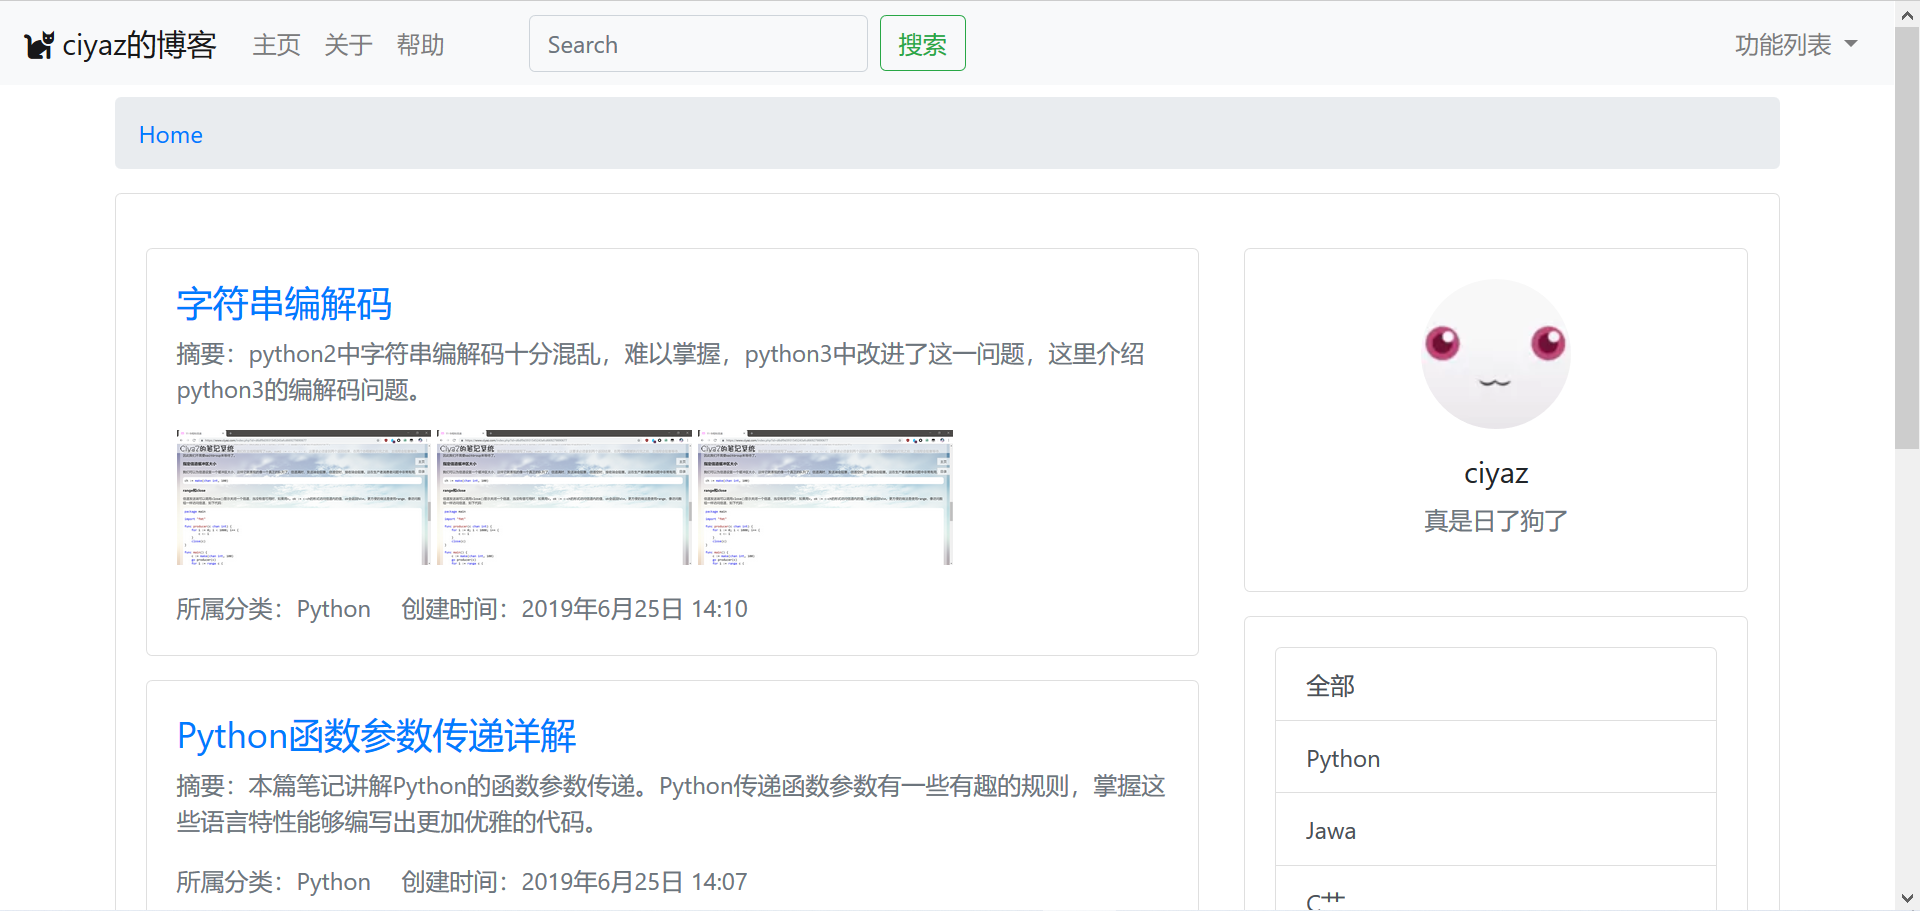 ciyaz的博客 主页 关于 帮助 Search 搜索 功能列表
Home
字符串编解码
摘要：python2中字符串编解码十分混乱，难以掌握，python3中改进了这一问题，这里介绍
python3的编解码问题。
所属分类：Python 创建时间：2019年6月25日 14:10
Python函数参数传递详解
摘要：本篇笔记讲解Python的函数参数传递。Python传递函数参数有一些有趣的规则，掌握这
些语言特性能够编写出更加优雅的代码。
所属分类：Python 创建时间：2019年6月25日 14:07
ciyaz
真是日了狗了
全部
Python
Jawa
C艹